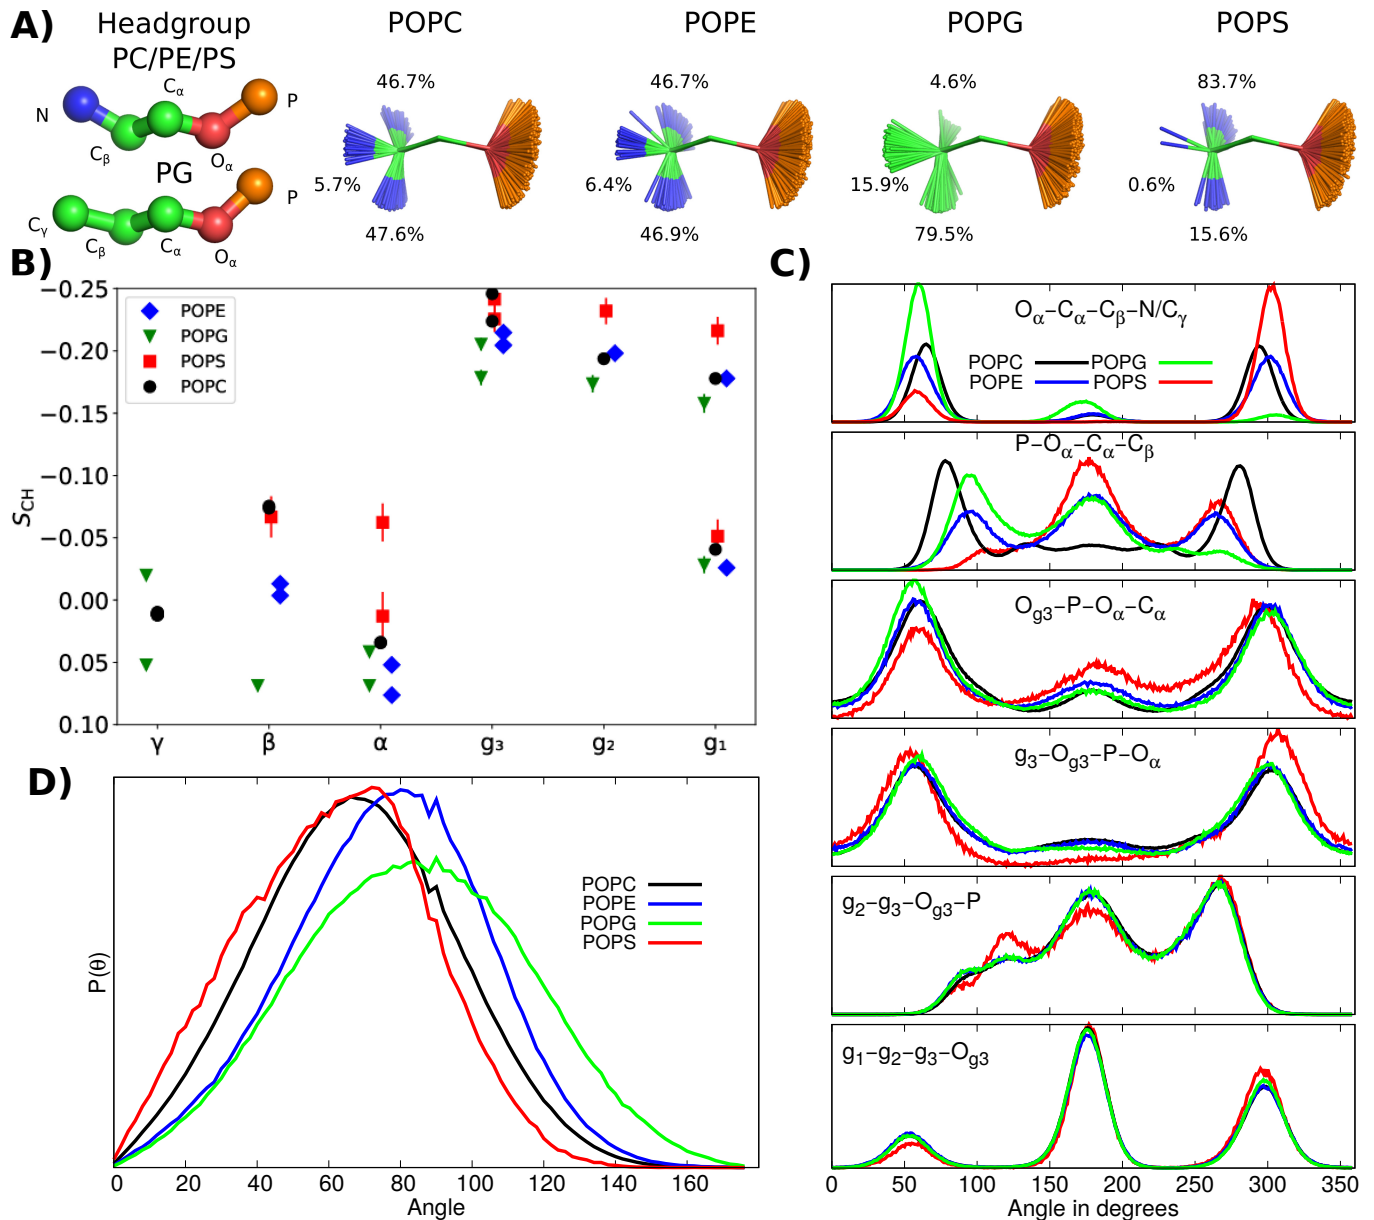 A)
Headgroup
PC/PE/PS
POPC
POPE
POPG
POPS
N
Cα
P
Cβ
Oα
PG
P
Cγ
Cβ
Cα
Oα
46.7%
5.7%
47.6%
46.7%
6.4%
46.9%
4.6%
15.9%
79.5%
83.7%
0.6%
15.6%
B)
−0.25
−0.20
−0.15
−0.10
−0.05
0.00
0.05
0.10
SCH
POPE
POPG
POPS
POPC
γ β α g₃ g₂ g₁
C)
Oα–Cα–Cβ–N/Cγ
POPC POPG
POPE POPS
P–Oα–Cα–Cβ
Og3–P–Oα–Cα
g3–Og3–P–Oα
g2–g3–Og3–P
g1–g2–g3–Og3
0 50 100 150 200 250 300 350
Angle in degrees
D)
P(θ)
POPC
POPE
POPG
POPS
0 20 40 60 80 100 120 140 160
Angle